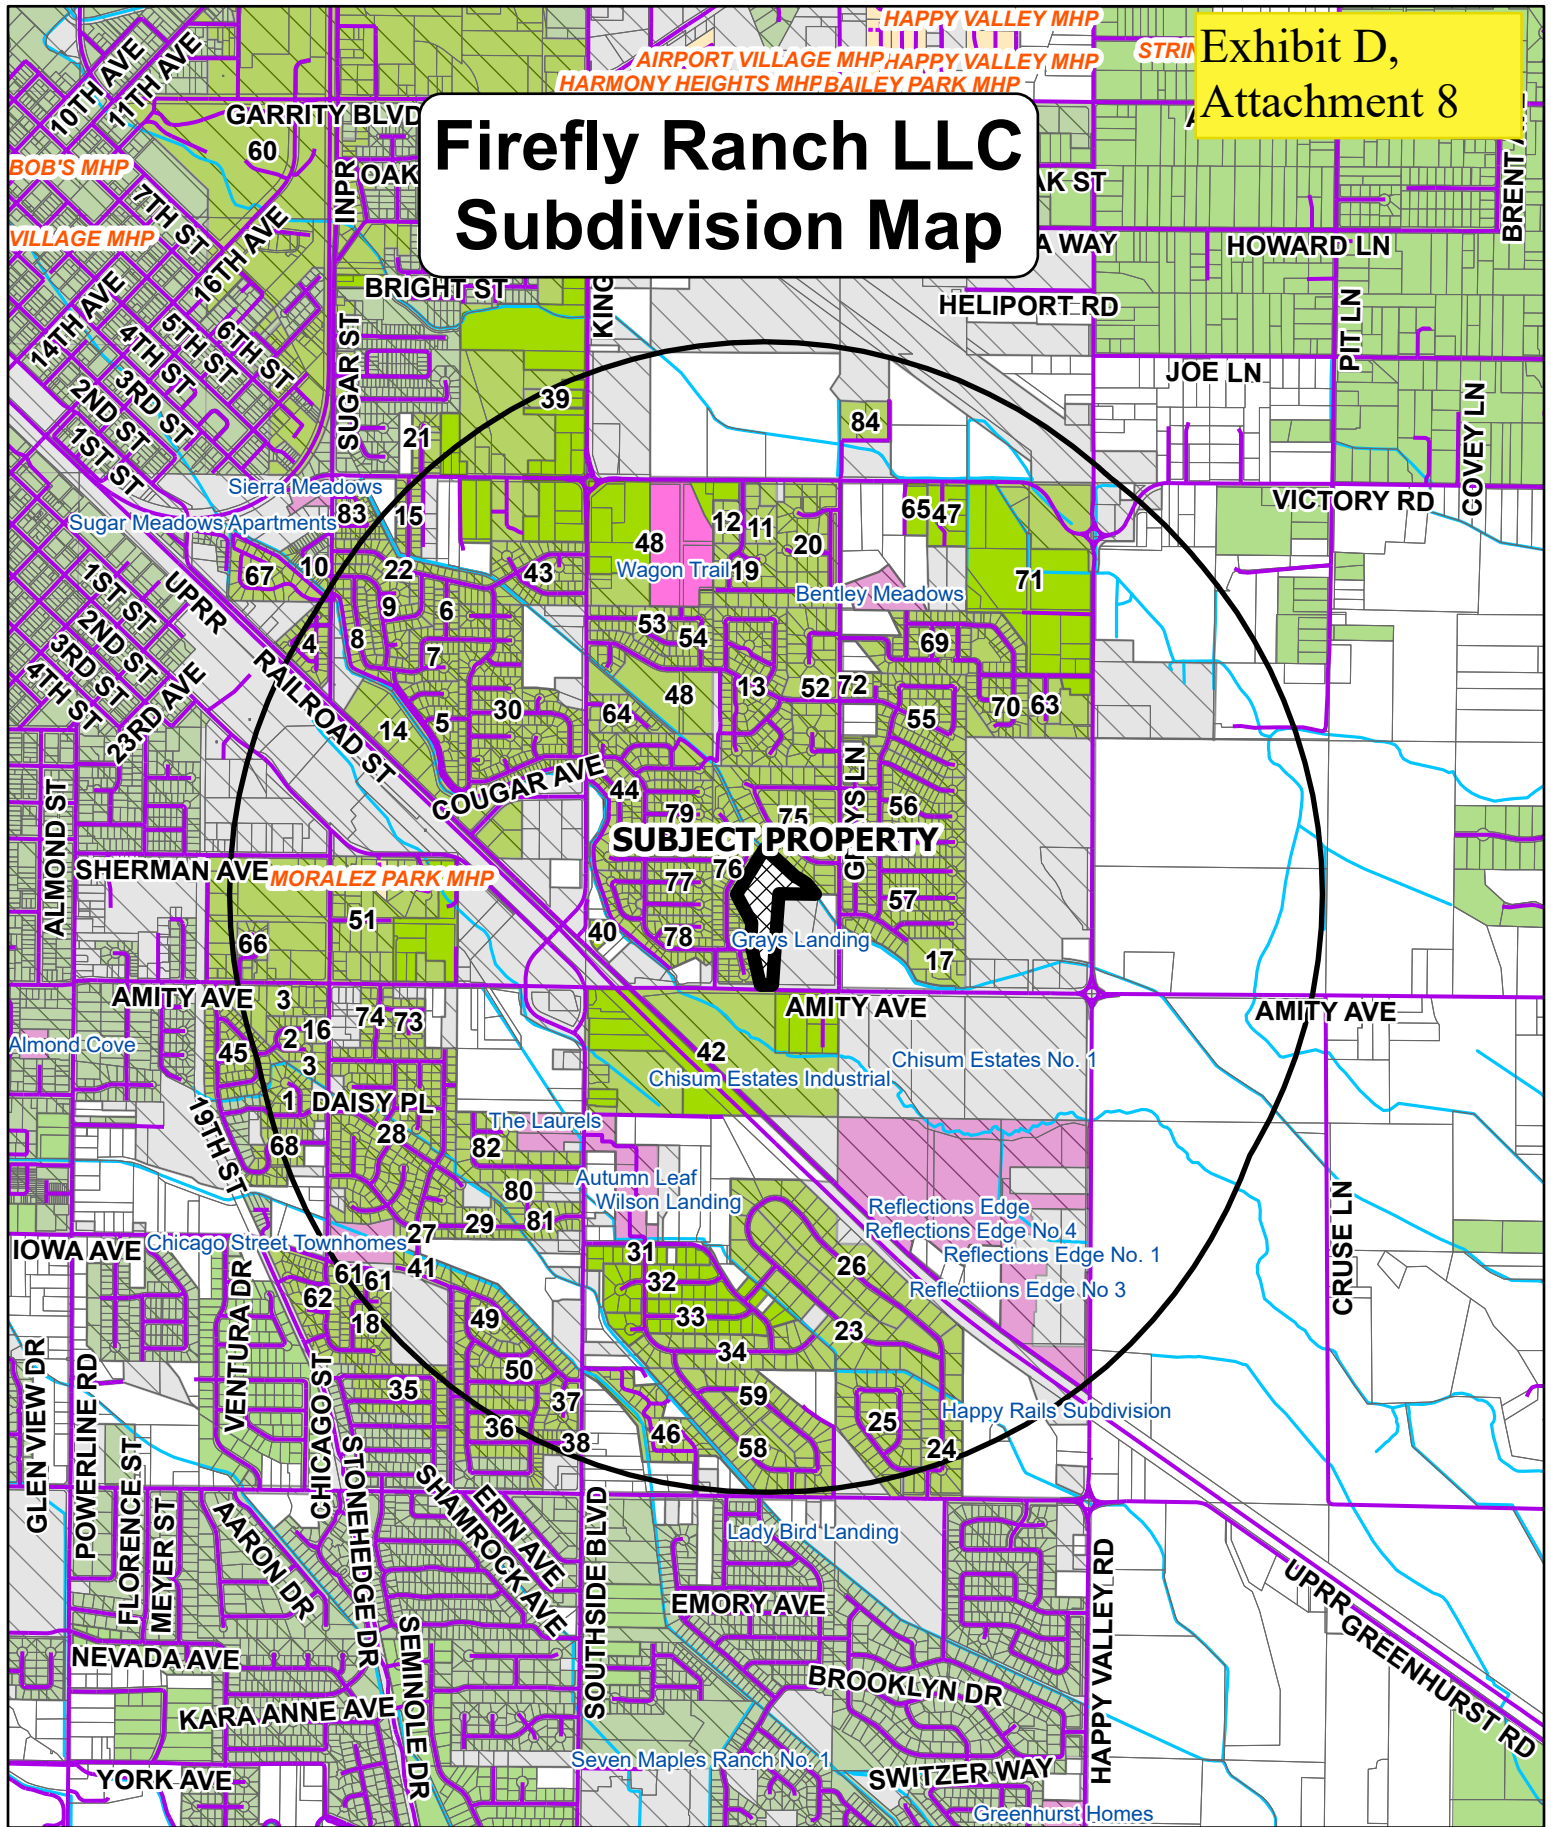 HAPPY VALLEY MHP
Exhibit D,
Attachment 8
AIRPORT VILLAGE MHP
HAPPY VALLEY MHP
HARMONY HEIGHTS MHP
BAILEY PARK MHP
10TH AVE
11TH AVE
GARRITY BLVD
60
Firefly Ranch LLC
Subdivision Map
BOB'S MHP
7TH ST
INPR
OAK
AK ST
BRENT
VILLAGE MHP
16TH AVE
A WAY
HOWARD LN
BRIGHT ST
KING
HELIPORT RD
14TH AVE
4TH ST
5TH ST
6TH ST
SUGAR ST
PIT LN
JOE LN
3RD ST
2ND ST
1ST ST
39
84
21
COVEY LN
Sierra Meadows
VICTORY RD
Sugar Meadows Apartments
83
15
12
11
65
47
48
20
10
22
43
Wagon Trail
19
67
71
Bentley Meadows
1ST ST
2ND ST
3RD ST
4TH ST
UPRR
9
6
4
8
7
53
54
69
RAILROAD ST
23RD AVE
13
52
72
48
30
5
64
14
55
70
63
COUGAR AVE
44
GRAYS LN
ALMOND ST
79
75
56
SUBJECT PROPERTY
SHERMAN AVE
MORALEZ PARK MHP
77
76
57
51
66
40
78
Grays Landing
17
AMITY AVE
3
AMITY AVE
AMITY AVE
74
73
16
2
Almond Cove
45
3
42
Chisum Estates No. 1
Chisum Estates Industrial
1
DAISY PL
19TH ST
The Laurels
28
68
82
Autumn Leaf
80
Wilson Landing
Reflections Edge
CRUSE LN
29
81
27
Reflections Edge No 4
IOWA AVE
Chicago Street Townhomes
31
Reflections Edge No. 1
41
61
61
32
26
Reflectiions Edge No 3
62
VENTURA DR
18
49
33
23
34
GLEN VIEW DR
POWERLINE RD
CHICAGO ST
50
35
59
37
Happy Rails Subdivision
36
46
25
38
58
24
FLORENCE ST
MEYER ST
AARON DR
STONEHEDGE DR
SHAMROCK AVE
ERIN AVE
SOUTHSIDE BLVD
Lady Bird Landing
HAPPY VALLEY RD
UPRR
EMORY AVE
GREENHURST RD
NEVADA AVE
SEMINOLE DR
BROOKLYN DR
KARA ANNE AVE
Seven Maples Ranch No. 1
YORK AVE
SWITZER WAY
Greenhurst Homes